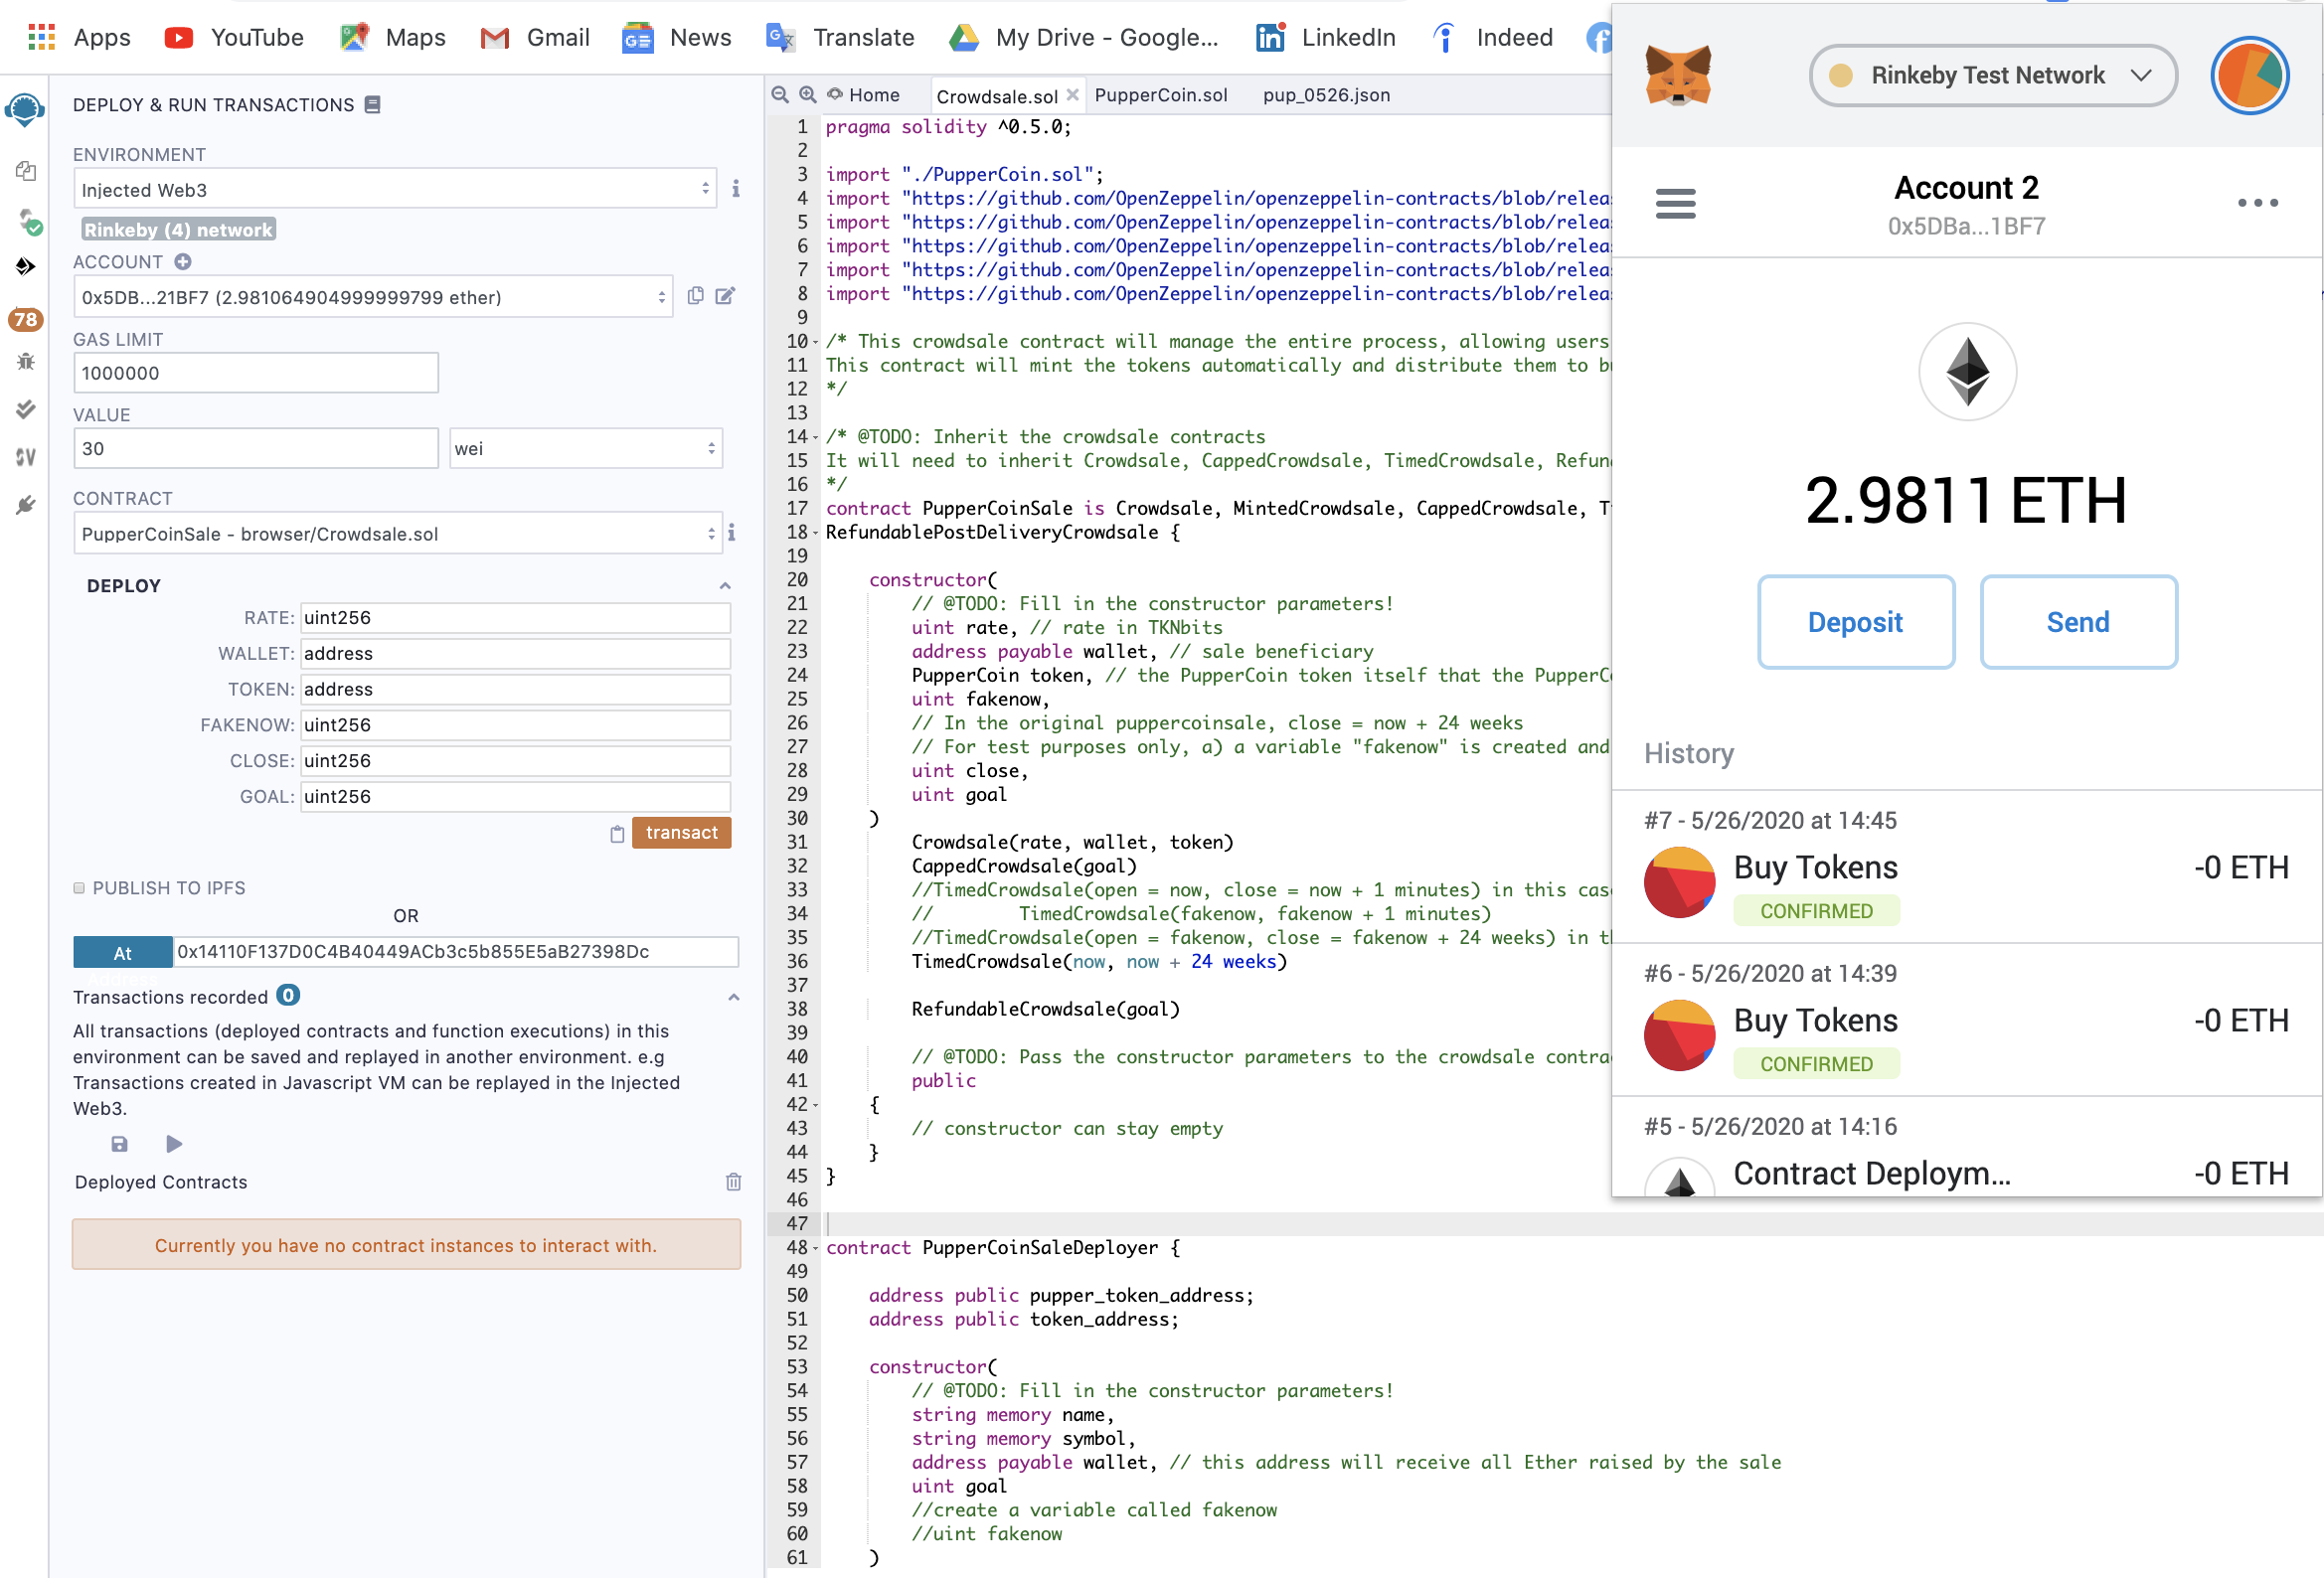 Apps YouTube Maps Gmail News Translate My Drive - Google... LinkedIn Indeed
DEPLOY & RUN TRANSACTIONS
ENVIRONMENT
Injected Web3
Rinkeby (4) network
ACCOUNT
0x5DB...21BF7 (2.981064904999999799 ether)
78
GAS LIMIT
1000000
VALUE
30 wei
CONTRACT
PupperCoinSale - browser/Crowdsale.sol
DEPLOY
RATE: uint256
WALLET: address
TOKEN: address
FAKENOW: uint256
CLOSE: uint256
GOAL: uint256
transact
PUBLISH TO IPFS
OR
At 0x14110F137D0C4B40449ACb3c5b855E5aB27398Dc
Transactions recorded 0
All transactions (deployed contracts and function executions) in this
environment can be saved and replayed in another environment. e.g
Transactions created in Javascript VM can be replayed in the Injected
Web3.
Deployed Contracts
Currently you have no contract instances to interact with.
Home Crowdsale.sol PupperCoin.sol pup_0526.json
1 pragma solidity ^0.5.0;
2
3 import "./PupperCoin.sol";
4 import "https://github.com/OpenZeppelin/openzeppelin-contracts/blob/relea
5 import "https://github.com/OpenZeppelin/openzeppelin-contracts/blob/relea
6 import "https://github.com/OpenZeppelin/openzeppelin-contracts/blob/relea
7 import "https://github.com/OpenZeppelin/openzeppelin-contracts/blob/relea
8 import "https://github.com/OpenZeppelin/openzeppelin-contracts/blob/relea
9
10 /* This crowdsale contract will manage the entire process, allowing users
11 This contract will mint the tokens automatically and distribute them to b
12 */
13
14 /* @TODO: Inherit the crowdsale contracts
15 It will need to inherit Crowdsale, CappedCrowdsale, TimedCrowdsale, Refun
16 */
17 contract PupperCoinSale is Crowdsale, MintedCrowdsale, CappedCrowdsale, T
18 RefundablePostDeliveryCrowdsale {
19
20 constructor(
21 // @TODO: Fill in the constructor parameters!
22 uint rate, // rate in TKNbits
23 address payable wallet, // sale beneficiary
24 PupperCoin token, // the PupperCoin token itself that the PupperC
25 uint fakenow,
26 // In the original puppercoinsale, close = now + 24 weeks
27 // For test purposes only, a) a variable "fakenow" is created and
28 uint close,
29 uint goal
30 )
31 Crowdsale(rate, wallet, token)
32 CappedCrowdsale(goal)
33 //TimedCrowdsale(open = now, close = now + 1 minutes) in this cas
34 // TimedCrowdsale(fakenow, fakenow + 1 minutes)
35 //TimedCrowdsale(open = fakenow, close = fakenow + 24 weeks) in t
36 TimedCrowdsale(now, now + 24 weeks)
37
38 RefundableCrowdsale(goal)
39
40 // @TODO: Pass the constructor parameters to the crowdsale contra
41 public
42 {
43 // constructor can stay empty
44 }
45 }
46
47
48 contract PupperCoinSaleDeployer {
49
50 address public pupper_token_address;
51 address public token_address;
52
53 constructor(
54 // @TODO: Fill in the constructor parameters!
55 string memory name,
56 string memory symbol,
57 address payable wallet, // this address will receive all Ether raised by the sale
58 uint goal
59 //create a variable called fakenow
60 //uint fakenow
61 )
Rinkeby Test Network
Account 2
0x5DBa...1BF7
2.9811 ETH
Deposit Send
History
#7 - 5/26/2020 at 14:45
Buy Tokens -0 ETH
CONFIRMED
#6 - 5/26/2020 at 14:39
Buy Tokens -0 ETH
CONFIRMED
#5 - 5/26/2020 at 14:16
Contract Deploym... -0 ETH